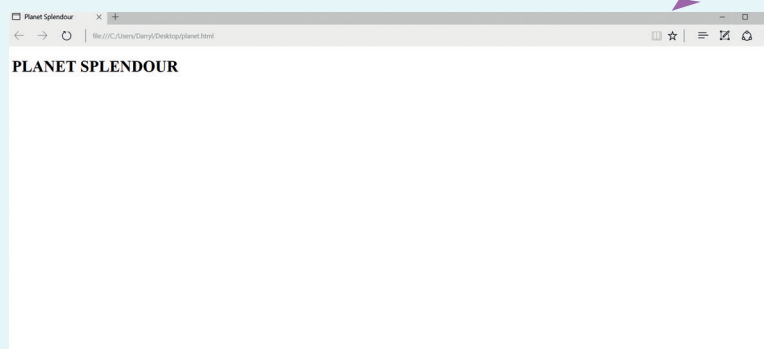 Planet Splendour
file:///C:/Users/Darryl/Desktop/planet.html
PLANET SPLENDOUR